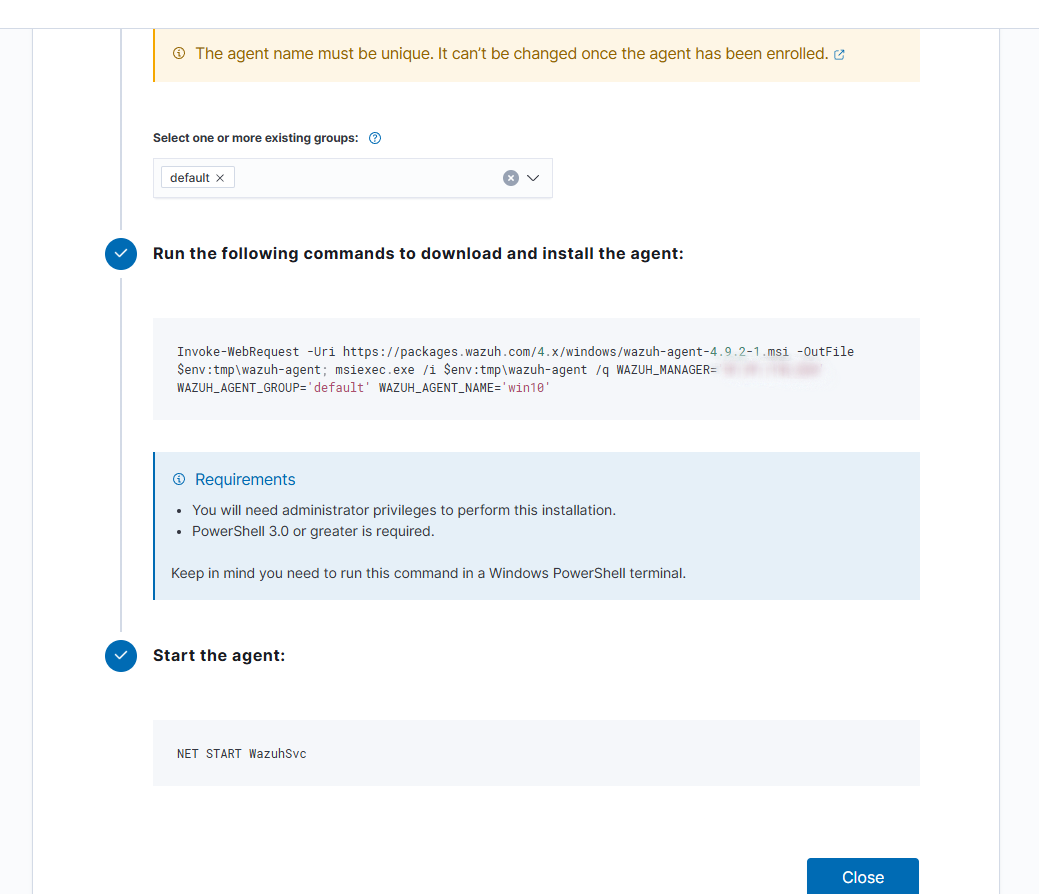 The agent name must be unique. It can't be changed once the agent has been enrolled.
Select one or more existing groups:
default
Run the following commands to download and install the agent:
Invoke-WebRequest -Uri https://packages.wazuh.com/4.x/windows/wazuh-agent-4.9.2-1.msi -OutFile
$env:tmp\wazuh-agent; msiexec.exe /i $env:tmp\wazuh-agent /q WAZUH_MANAGER=
WAZUH_AGENT_GROUP='default' WAZUH_AGENT_NAME='win10'
Requirements
• You will need administrator privileges to perform this installation.
• PowerShell 3.0 or greater is required.
Keep in mind you need to run this command in a Windows PowerShell terminal.
Start the agent:
NET START WazuhSvc
Close